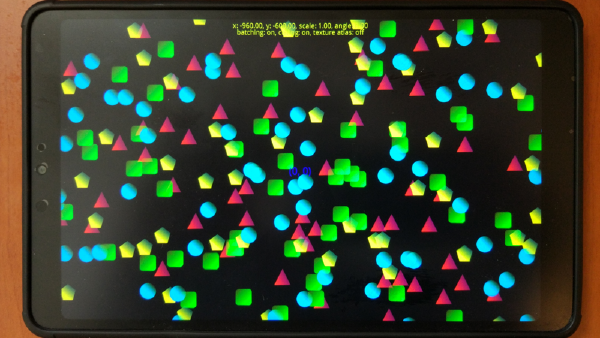 x: -960.00, y: -600.00, scale: 1.00, angle: 0.00
batching: on, culling: on, texture atlas: off